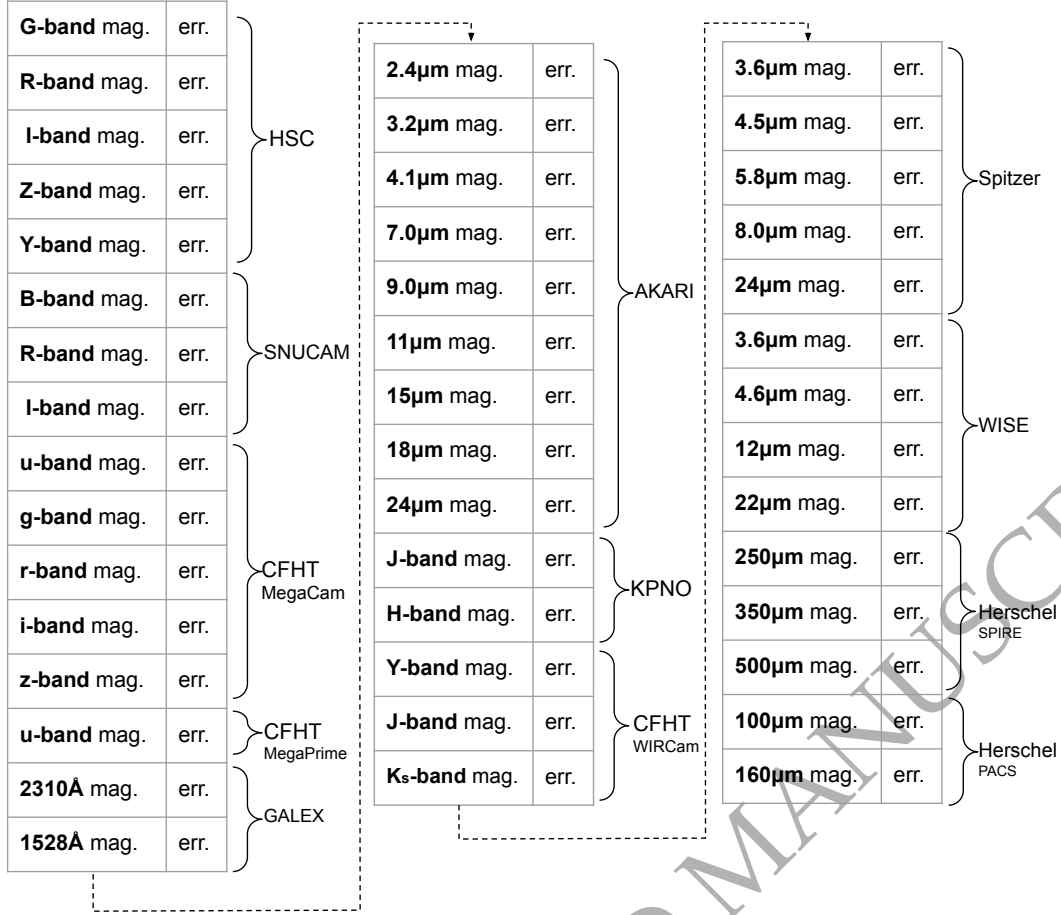 G-band mag. err.
R-band mag. err.
I-band mag. err.
Z-band mag. err.
Y-band mag. err.
HSC
B-band mag. err.
R-band mag. err.
I-band mag. err.
SNUCAM
u-band mag. err.
g-band mag. err.
r-band mag. err.
i-band mag. err.
z-band mag. err.
CFHT
MegaCam
u-band mag. err.
CFHT
MegaPrime
2310Å mag. err.
1528Å mag. err.
GALEX
2.4μm mag. err.
3.2μm mag. err.
4.1μm mag. err.
7.0μm mag. err.
9.0μm mag. err.
11μm mag. err.
15μm mag. err.
18μm mag. err.
24μm mag. err.
AKARI
J-band mag. err.
H-band mag. err.
KPNO
Y-band mag. err.
J-band mag. err.
Ks-band mag. err.
CFHT
WIRCam
3.6μm mag. err.
4.5μm mag. err.
5.8μm mag. err.
8.0μm mag. err.
24μm mag. err.
Spitzer
3.6μm mag. err.
4.6μm mag. err.
12μm mag. err.
22μm mag. err.
WISE
250μm mag. err.
350μm mag. err.
500μm mag. err.
Herschel
SPIRE
100μm mag. err.
160μm mag. err.
Herschel
PACS